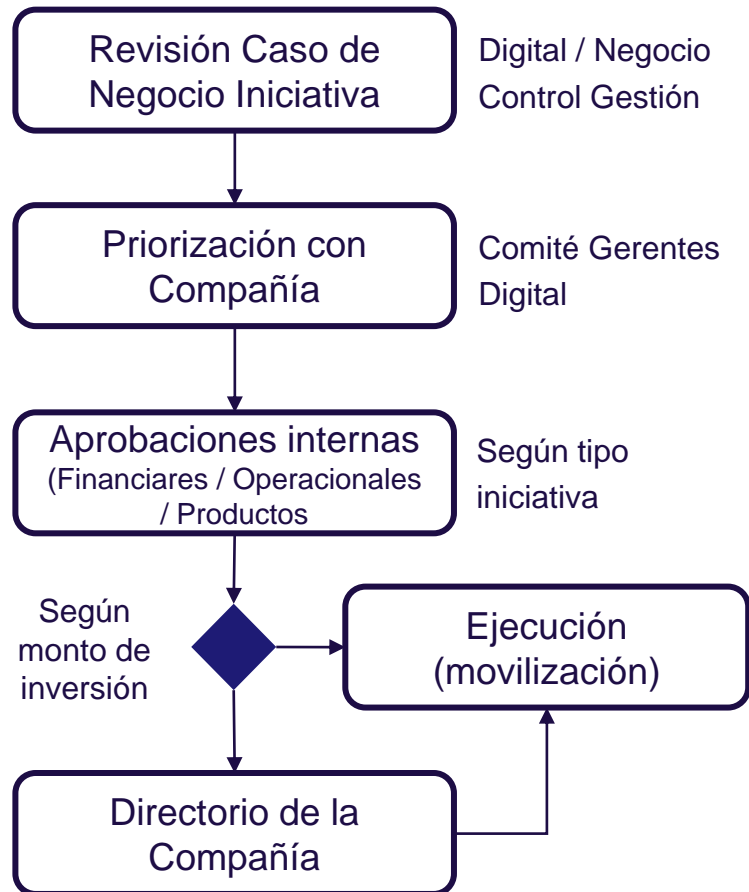 Revisión Caso de
Negocio Iniciativa
Digital / Negocio
Control Gestión
Priorización con
Compañía
Comité Gerentes
Digital
Aprobaciones internas
(Financiares / Operacionales
/ Productos
Según tipo
iniciativa
Según
monto de
inversión
Ejecución
(movilización)
Directorio de la
Compañía